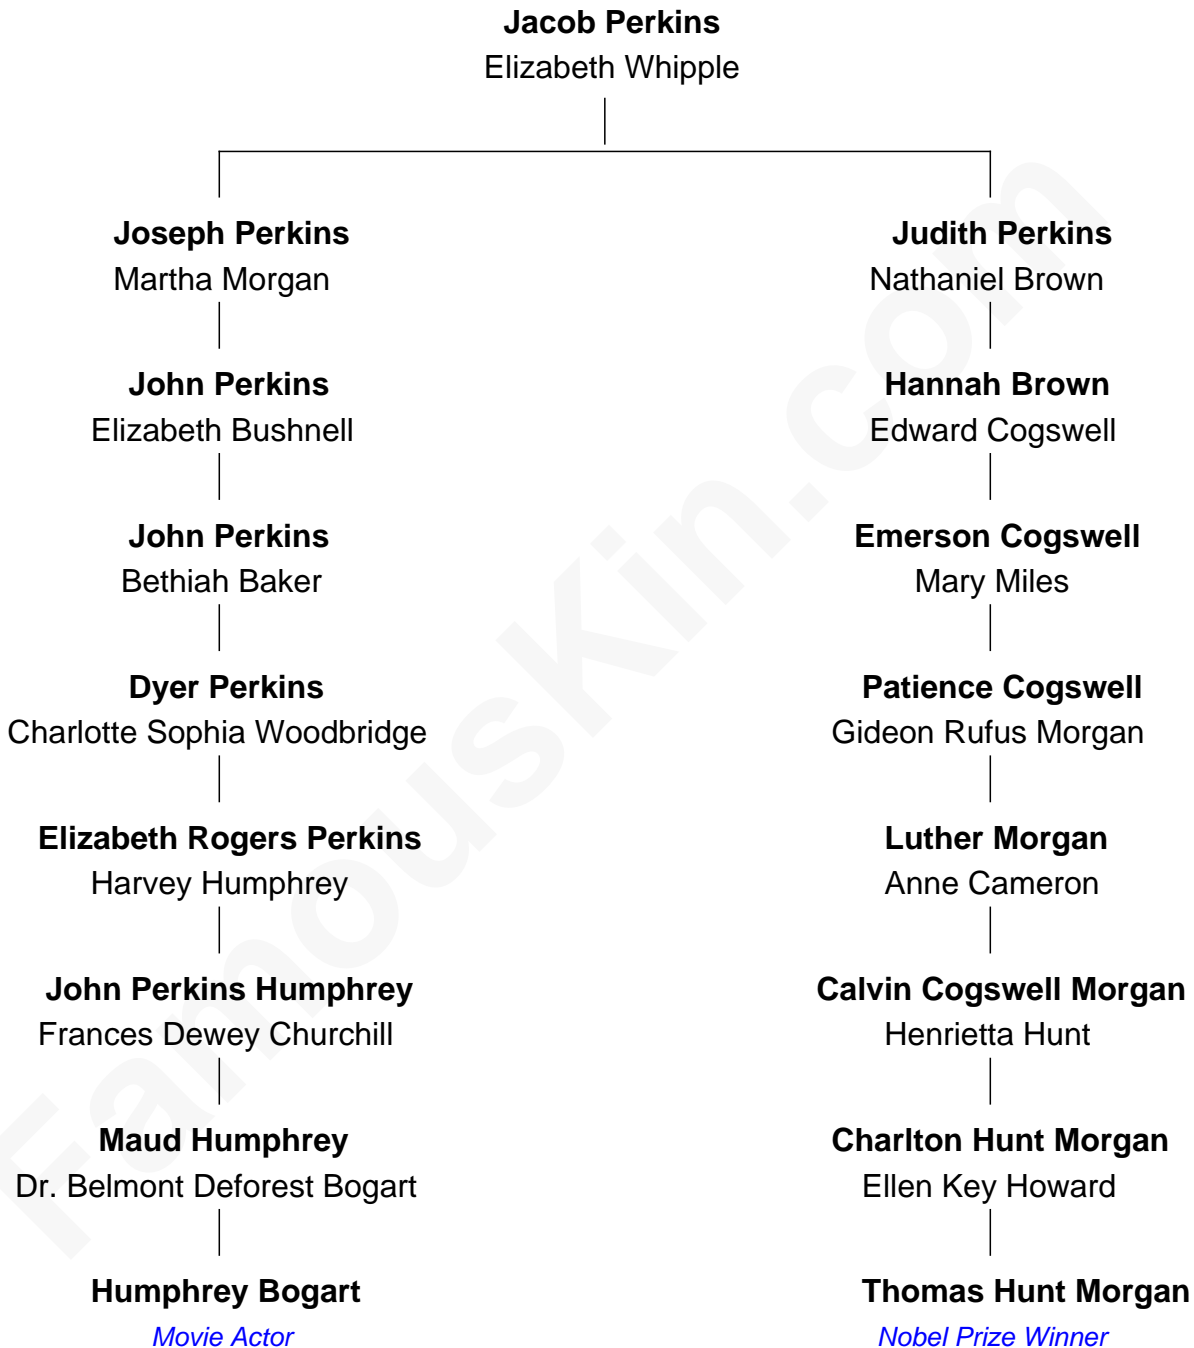 Jacob Perkins
Elizabeth Whipple
Joseph Perkins
Martha Morgan
John Perkins
Elizabeth Bushnell
John Perkins
Bethiah Baker
Dyer Perkins
Charlotte Sophia Woodbridge
Elizabeth Rogers Perkins
Harvey Humphrey
John Perkins Humphrey
Frances Dewey Churchill
Maud Humphrey
Dr. Belmont Deforest Bogart
Humphrey Bogart
Movie Actor
Judith Perkins
Nathaniel Brown
Hannah Brown
Edward Cogswell
Emerson Cogswell
Mary Miles
Patience Cogswell
Gideon Rufus Morgan
Luther Morgan
Anne Cameron
Calvin Cogswell Morgan
Henrietta Hunt
Charlton Hunt Morgan
Ellen Key Howard
Thomas Hunt Morgan
Nobel Prize Winner
FamousKin.com